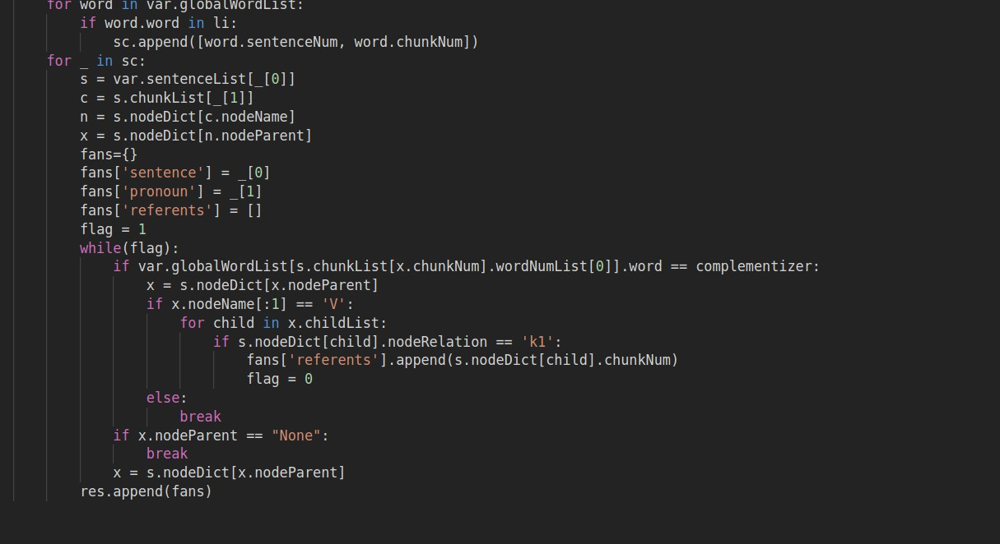 for word in var.globalWordList:
    if word.word in li:
        sc.append([word.sentenceNum, word.chunkNum])
for _ in sc:
    s = var.sentenceList[_[0]]
    c = s.chunkList[_[1]]
    n = s.nodeDict[c.nodeName]
    x = s.nodeDict[n.nodeParent]
    fans={}
    fans['sentence'] = _[0]
    fans['pronoun'] = _[1]
    fans['referents'] = []
    flag = 1
    while(flag):
        if var.globalWordList[s.chunkList[x.chunkNum].wordNumList[0]].word == complementizer:
            x = s.nodeDict[x.nodeParent]
            if x.nodeName[:1] == 'V':
                for child in x.childList:
                    if s.nodeDict[child].nodeRelation == 'k1':
                        fans['referents'].append(s.nodeDict[child].chunkNum)
                        flag = 0
            else:
                break
        if x.nodeParent == "None":
            break
        x = s.nodeDict[x.nodeParent]
    res.append(fans)